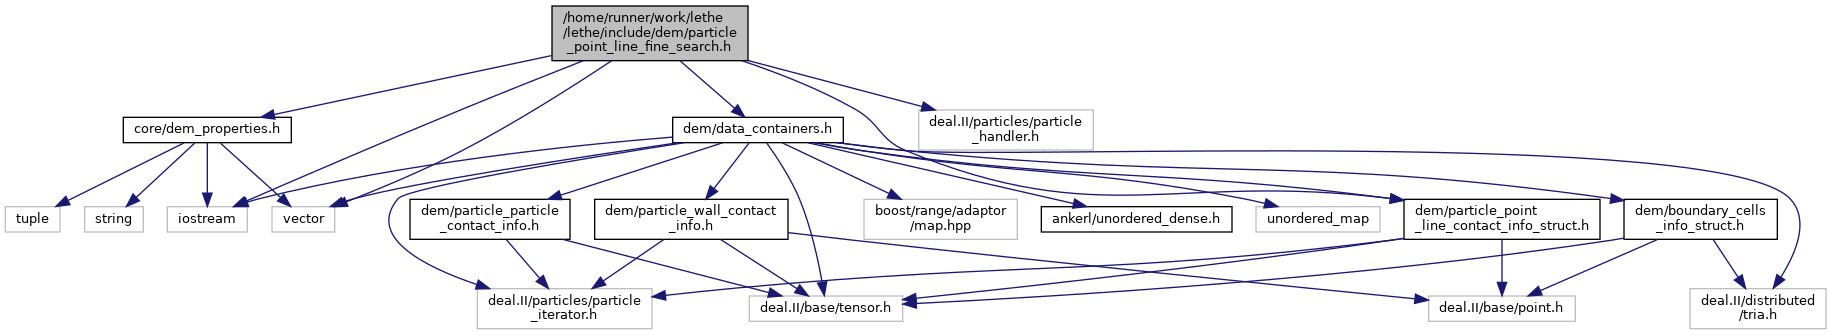 /home/runner/work/lethe
/lethe/include/dem/particle
_point_line_fine_search.h
core/dem_properties.h
dem/data_containers.h
deal.II/particles/particle
_handler.h
tuple
string
iostream
vector
dem/particle_particle
_contact_info.h
dem/particle_wall_contact
_info.h
boost/range/adaptor
/map.hpp
ankerl/unordered_dense.h
unordered_map
dem/particle_point
_line_contact_info_struct.h
dem/boundary_cells
_info_struct.h
deal.II/particles/particle
_iterator.h
deal.II/base/tensor.h
deal.II/base/point.h
deal.II/distributed
/tria.h